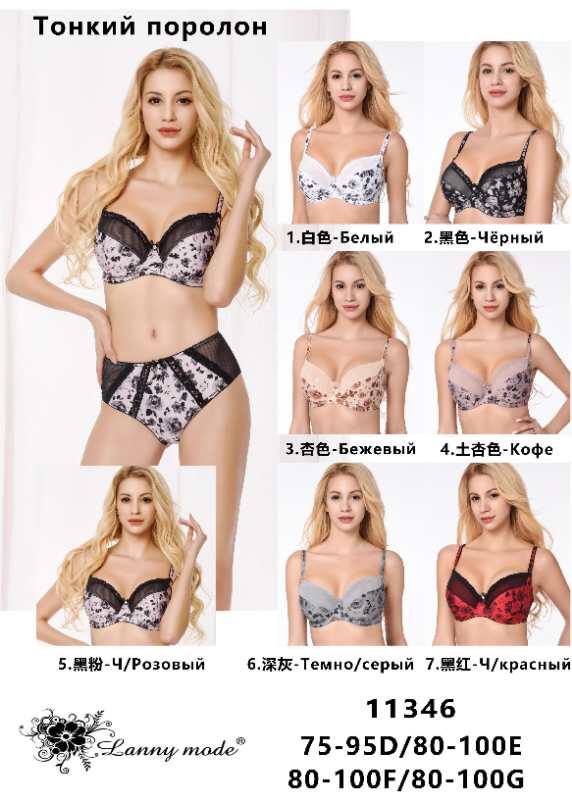 Тонкий поролон
1.白色-Белый
2.黑色-Чёрный
3.杏色-Бежевый
4.土杏色-Кофе
5.黑粉-Ч/Розовый
6.深灰-Темно/серый
7.黑红-Ч/красный
Lanny mode®
11346
75-95D/80-100E
80-100F/80-100G